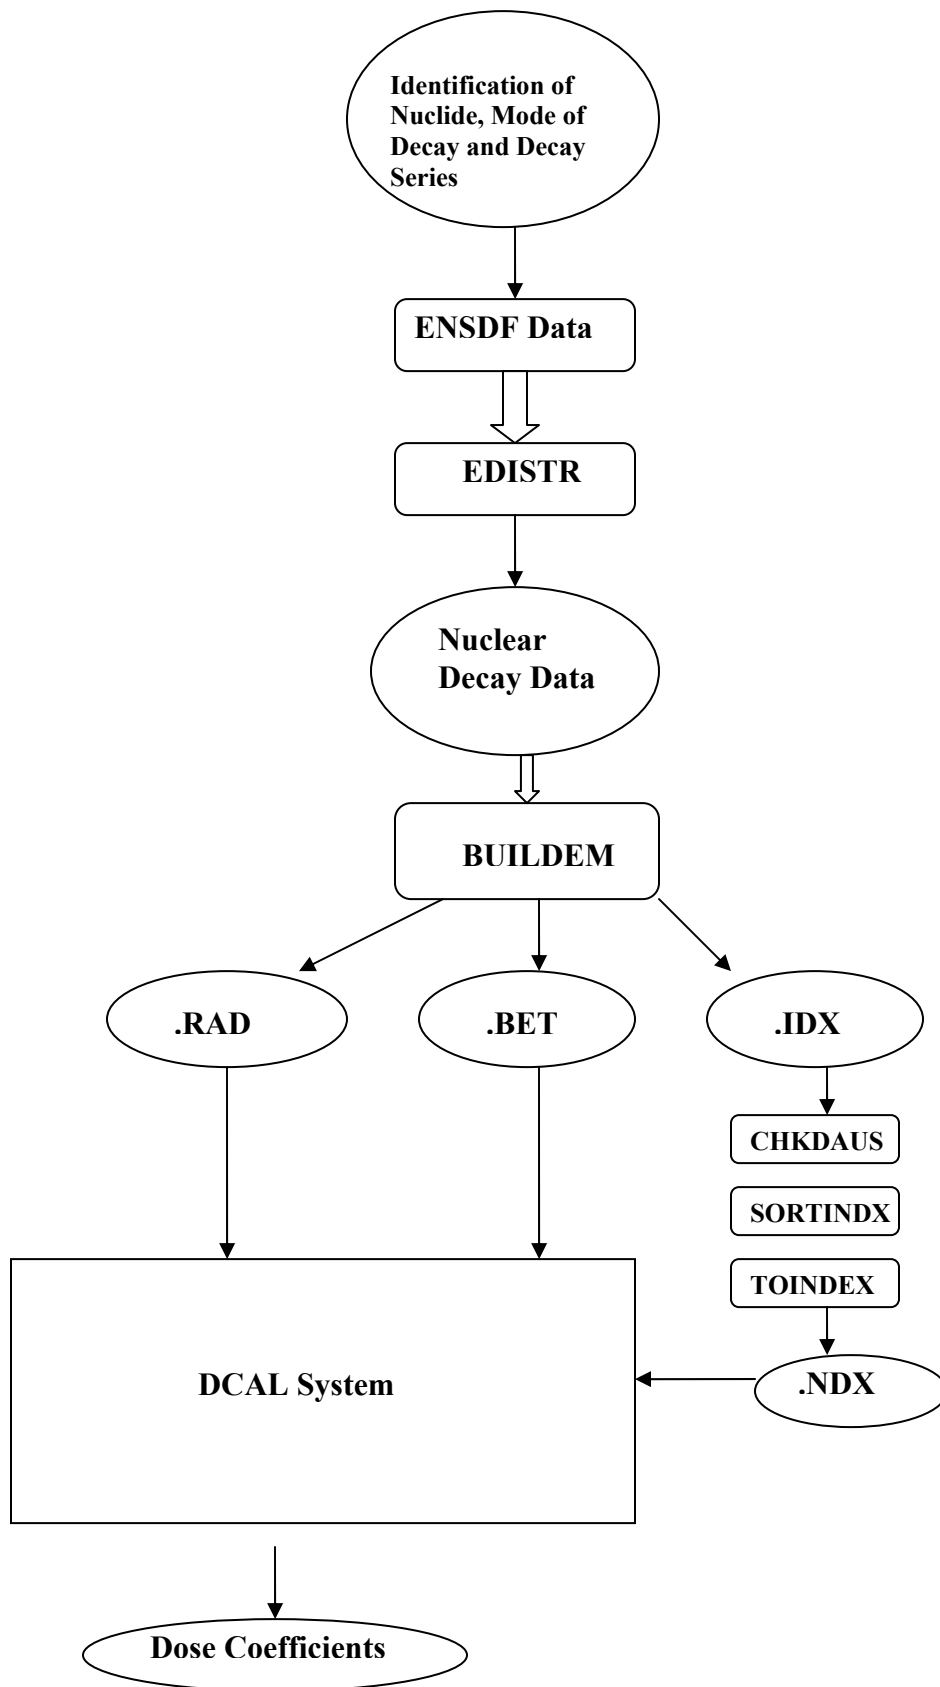 Identification of
Nuclide, Mode of
Decay and Decay
Series
ENSDF Data
EDISTR
Nuclear
Decay Data
BUILDEM
.RAD
.BET
.IDX
CHKDAUS
SORTINDX
TOINDEX
DCAL System
.NDX
Dose Coefficients